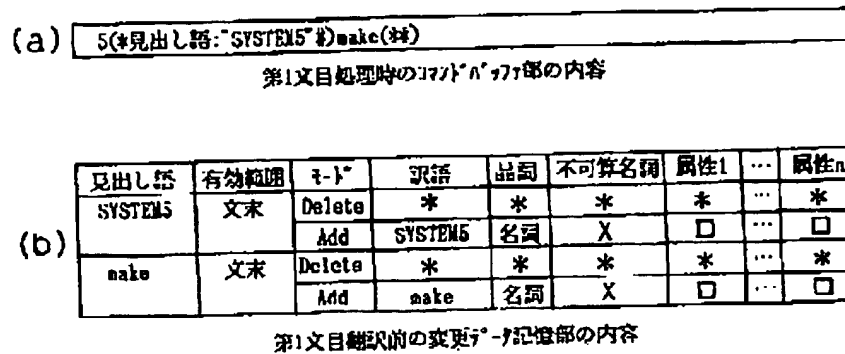 (a) 5(*見出し語:"SYSTEM5"#)make(**)
第1文目処理時のｺﾏﾝﾄﾞﾊﾞｯﾌｧ部の内容
(b)
見出し語 有効範囲 ﾓｰﾄﾞ 訳語 品詞 不可算名詞 属性1 … 属性n
SYSTEM5 文末 Delete * * * * … *
Add SYSTEM5 名詞 X □ … □
make 文末 Delete * * * * … *
Add make 名詞 X □ … □
第1文目翻訳前の変更ﾃﾞｰﾀ記憶部の内容